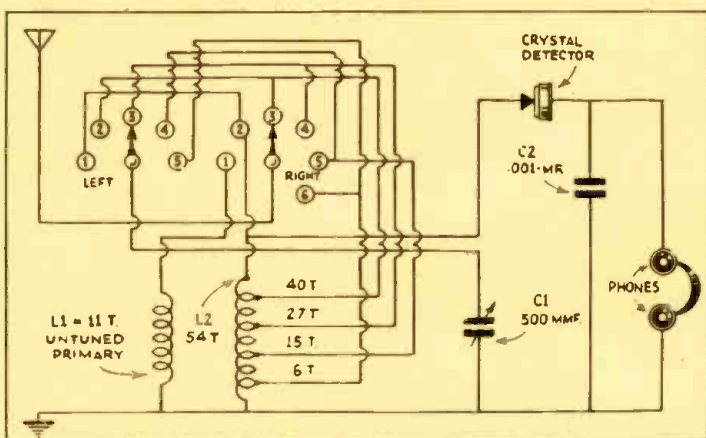 CRYSTAL
DETECTOR
3
3
2
4
2
4
1
5
1
5
LEFT
RIGHT
6
C2
.001-MF.
40 T
27 T
15 T
6 T
L1 = 11 T.
UNTUNED
PRIMARY
L2
54 T
C1
500 MMF.
PHONES